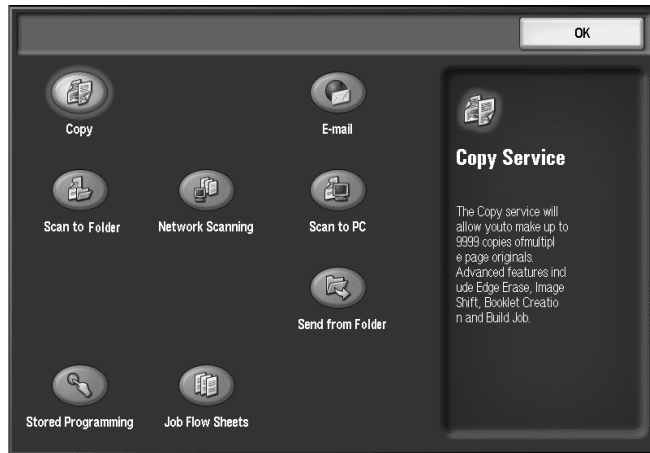 OK
Copy
E-mail
Scan to Folder
Network Scanning
Scan to PC
Send from Folder
Stored Programming
Job Flow Sheets
Copy Service
The Copy service will
allow youto make up to
9999 copies ofmultipl
e page originals.
Advanced features incl
ude Edge Erase, Image
Shift, Booklet Creatio
n and Build Job.